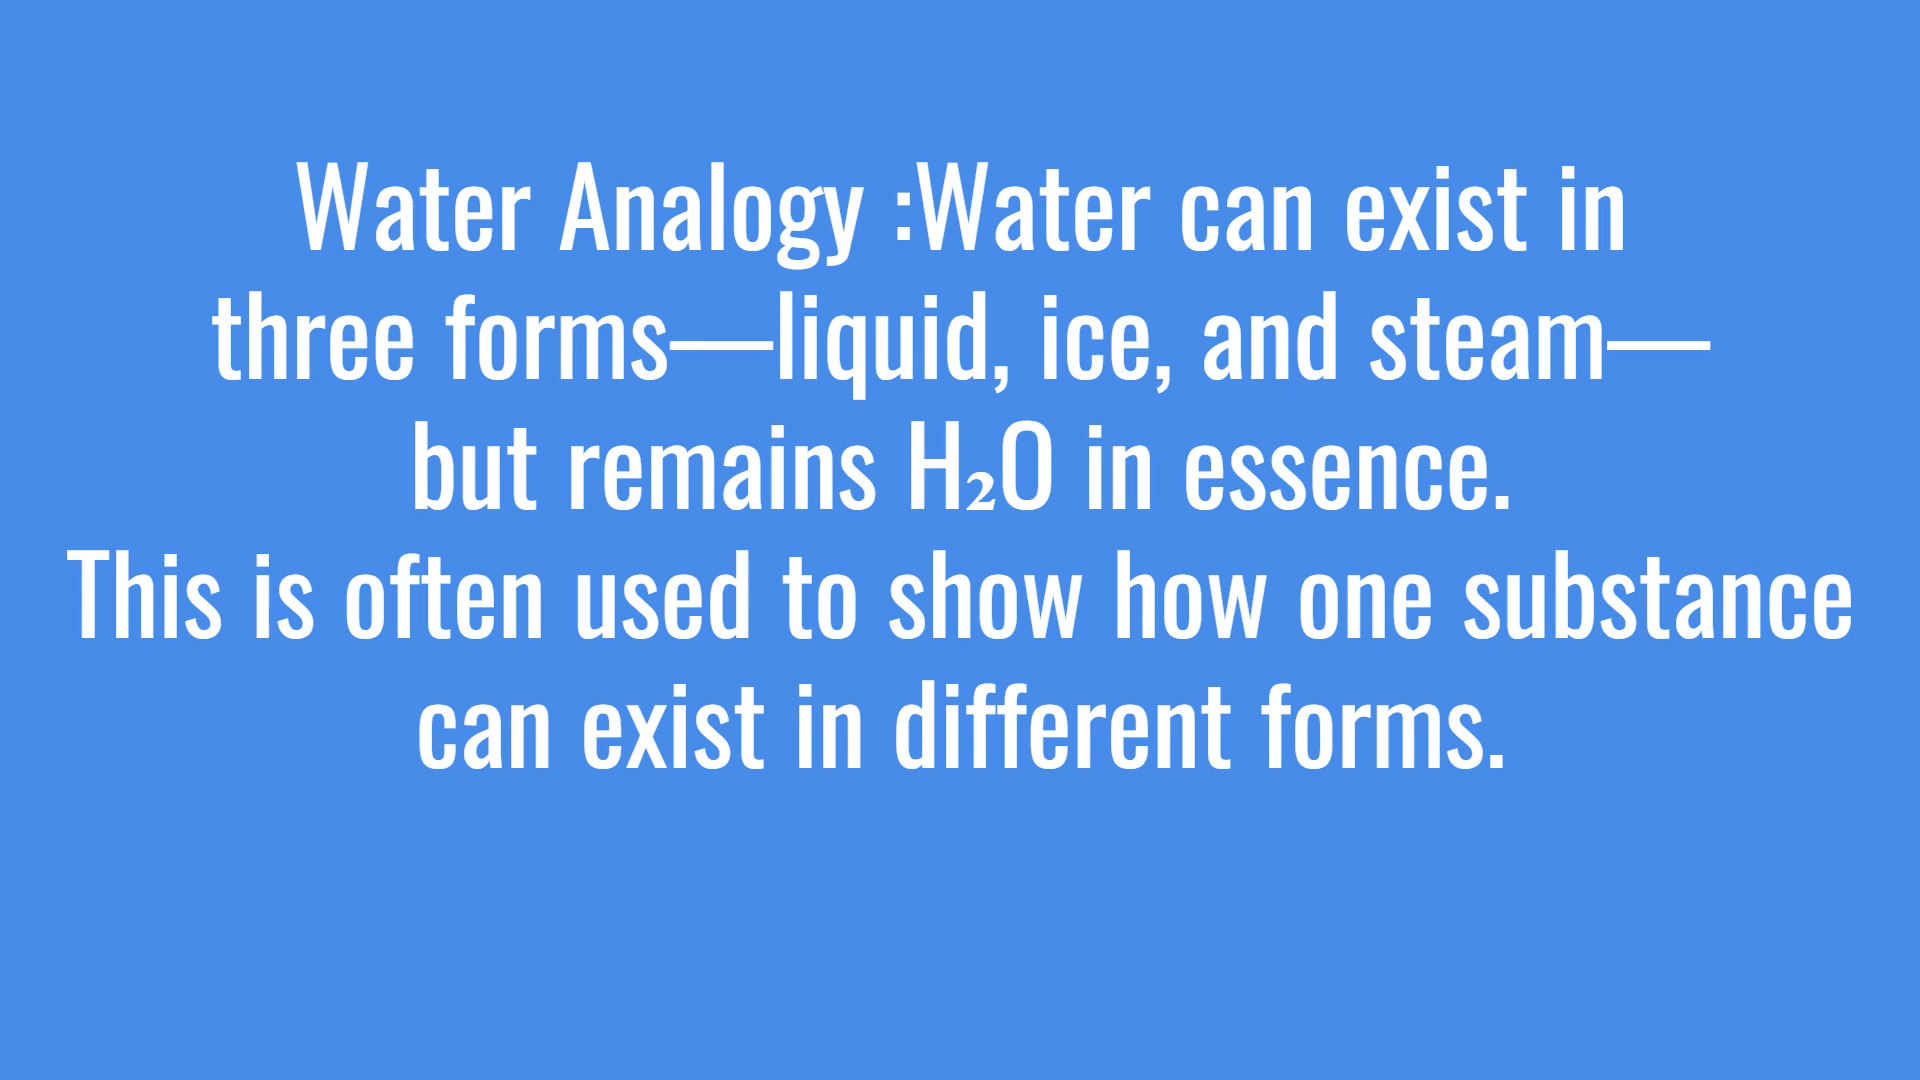 Water Analogy :Water can exist in
three forms—liquid, ice, and steam—
but remains H₂O in essence.
This is often used to show how one substance
can exist in different forms.